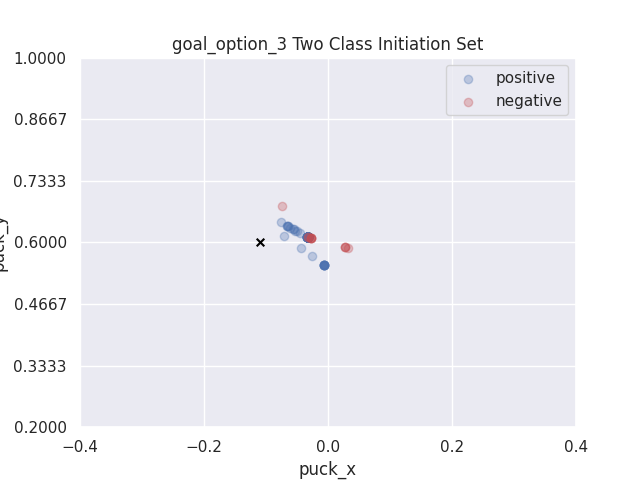 goal_option_3 Two Class Initiation Set
positive
negative
1.0000
0.8667
0.7333
0.6000
0.4667
0.3333
0.2000
puck_y
−0.4
−0.2
0.0
0.2
0.4
puck_x